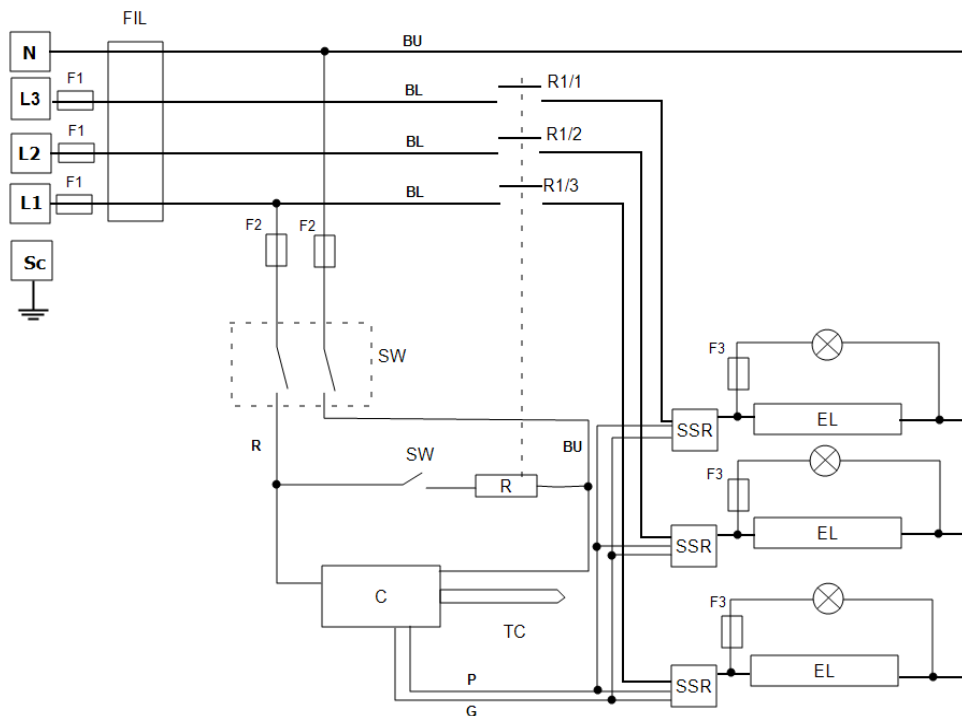 FIL
N
BU
F1
L3
BL
R1/1
F1
L2
BL
R1/2
F1
L1
BL
R1/3
F2
F2
Sc
SW
F3
EL
SSR
R
SW
BU
R
F3
EL
SSR
C
TC
F3
EL
SSR
P
G